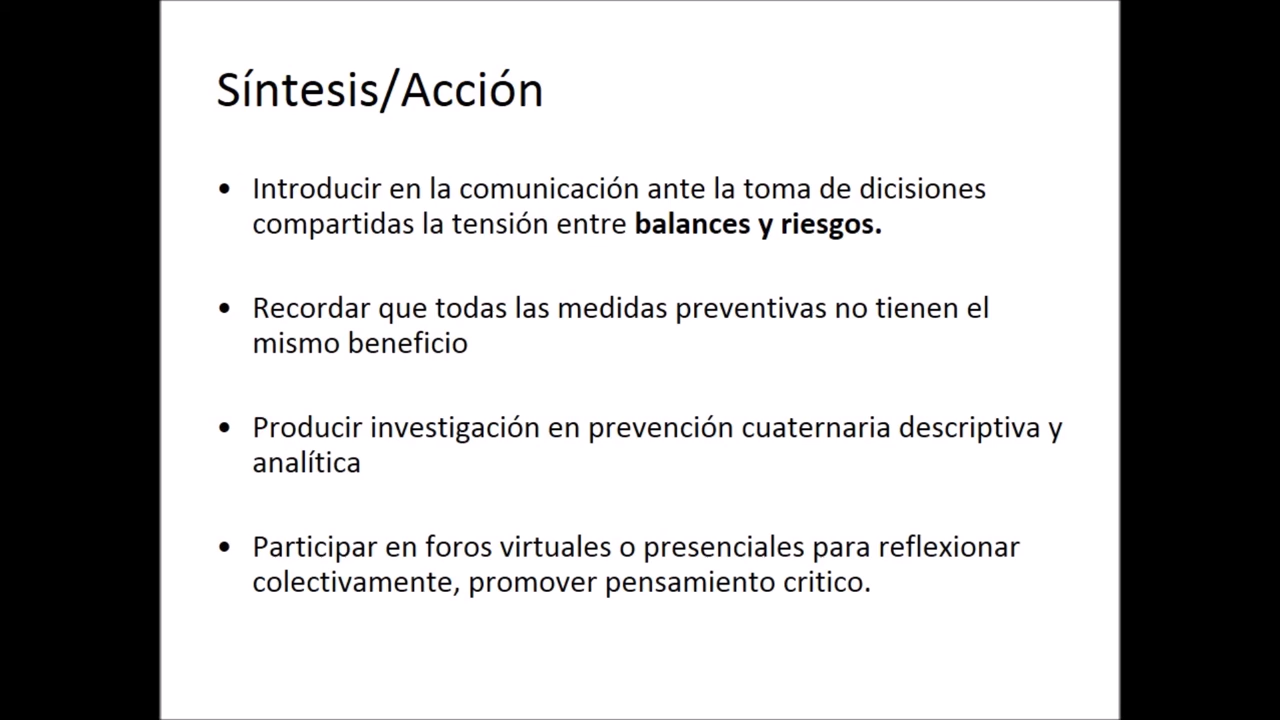 Síntesis/Acción
• Introducir en la comunicación ante la toma de dicisiones
compartidas la tensión entre balances y riesgos.
• Recordar que todas las medidas preventivas no tienen el
mismo beneficio
• Producir investigación en prevención cuaternaria descriptiva y
analítica
• Participar en foros virtuales o presenciales para reflexionar
colectivamente, promover pensamiento critico.